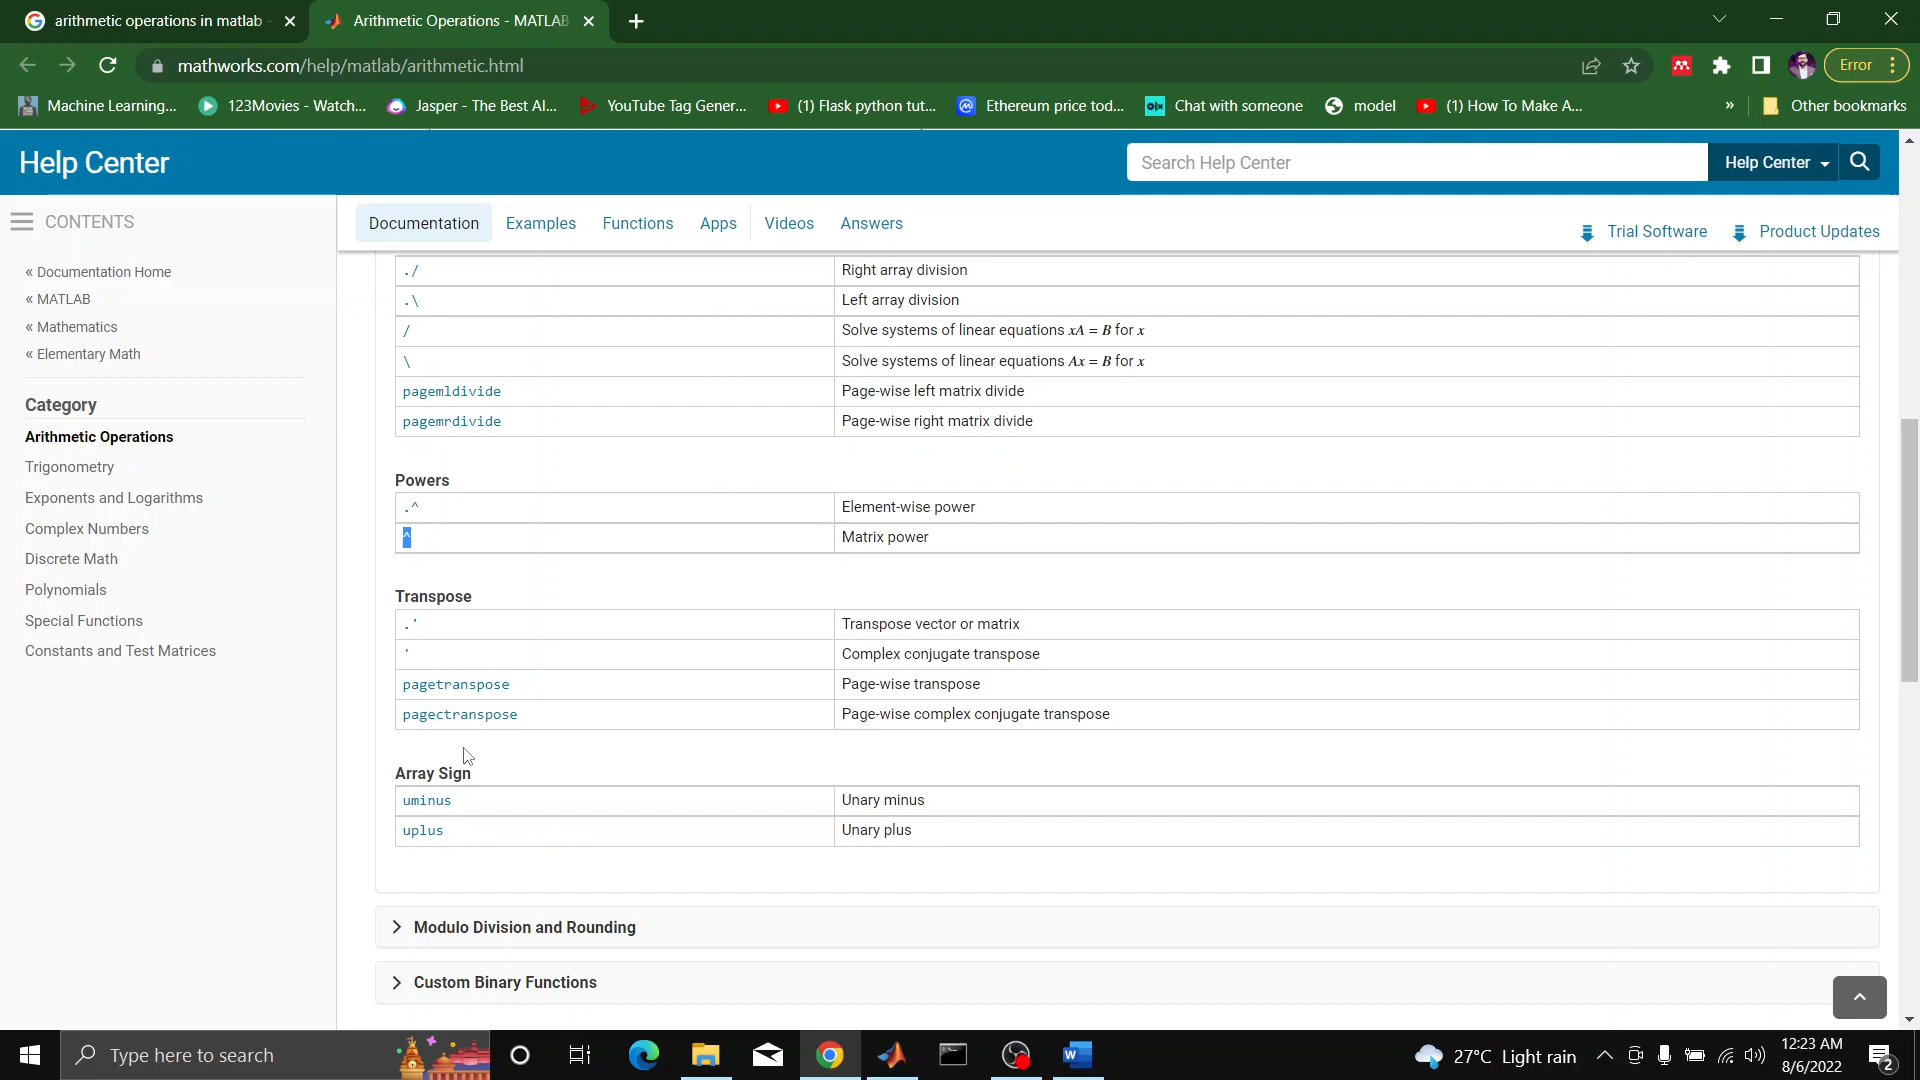 arithmetic operations in matlab -
Arithmetic Operations - MATLAB
mathworks.com/help/matlab/arithmetic.html
Error
Machine Learning...
123Movies - Watch...
Jasper - The Best AI...
YouTube Tag Gener...
(1) Flask python tut...
Ethereum price tod...
Chat with someone
model
(1) How To Make A...
»
Other bookmarks
Help Center
Search Help Center
Help Center
CONTENTS
Documentation
Examples
Functions
Apps
Videos
Answers
Trial Software
Product Updates
« Documentation Home
« MATLAB
« Mathematics
« Elementary Math
Category
Arithmetic Operations
Trigonometry
Exponents and Logarithms
Complex Numbers
Discrete Math
Polynomials
Special Functions
Constants and Test Matrices
./ Right array division
.\ Left array division
/ Solve systems of linear equations xA = B for x
\ Solve systems of linear equations Ax = B for x
pagemldivide Page-wise left matrix divide
pagemrdivide Page-wise right matrix divide
Powers
.^ Element-wise power
^ Matrix power
Transpose
.' Transpose vector or matrix
' Complex conjugate transpose
pagetranspose Page-wise transpose
pagectranspose Page-wise complex conjugate transpose
Array Sign
uminus Unary minus
uplus Unary plus
Modulo Division and Rounding
Custom Binary Functions
Type here to search
27°C Light rain
12:23 AM
8/6/2022
2